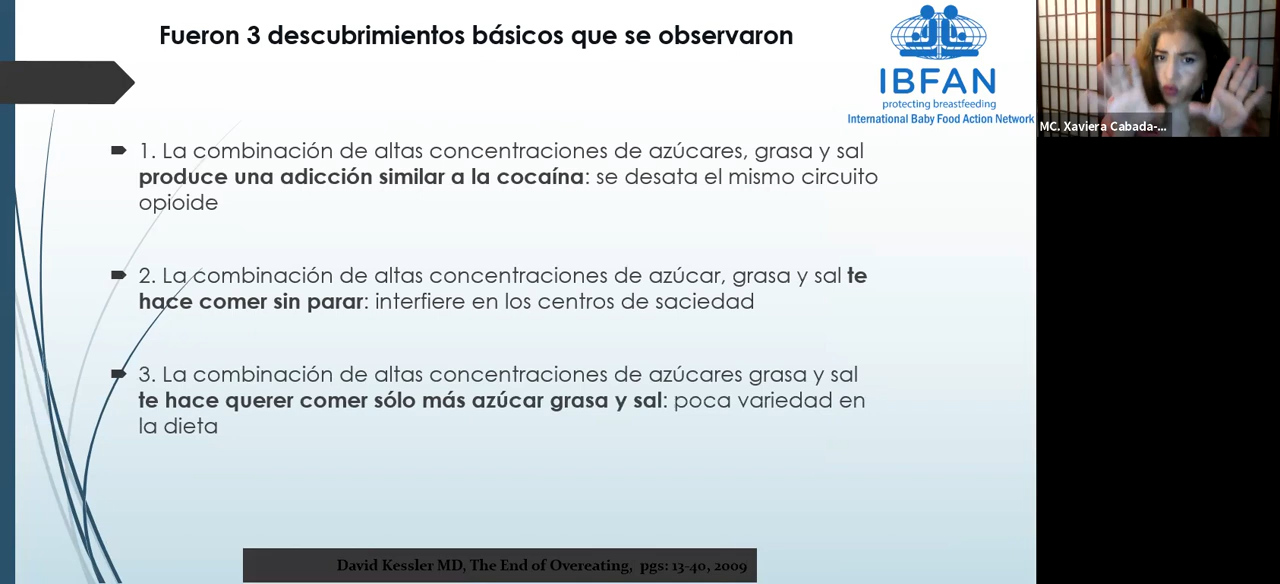 Fueron 3 descubrimientos básicos que se observaron
IBFAN
protecting breastfeeding
International Baby Food Action Network
MC. Xaviera Cabada-...
1. La combinación de altas concentraciones de azúcares, grasa y sal
produce una adicción similar a la cocaína: se desata el mismo circuito
opioide
2. La combinación de altas concentraciones de azúcar, grasa y sal te
hace comer sin parar: interfiere en los centros de saciedad
3. La combinación de altas concentraciones de azúcares grasa y sal
te hace querer comer sólo más azúcar grasa y sal: poca variedad en
la dieta
David Kessler MD, The End of Overeating, pgs: 13-40, 2009